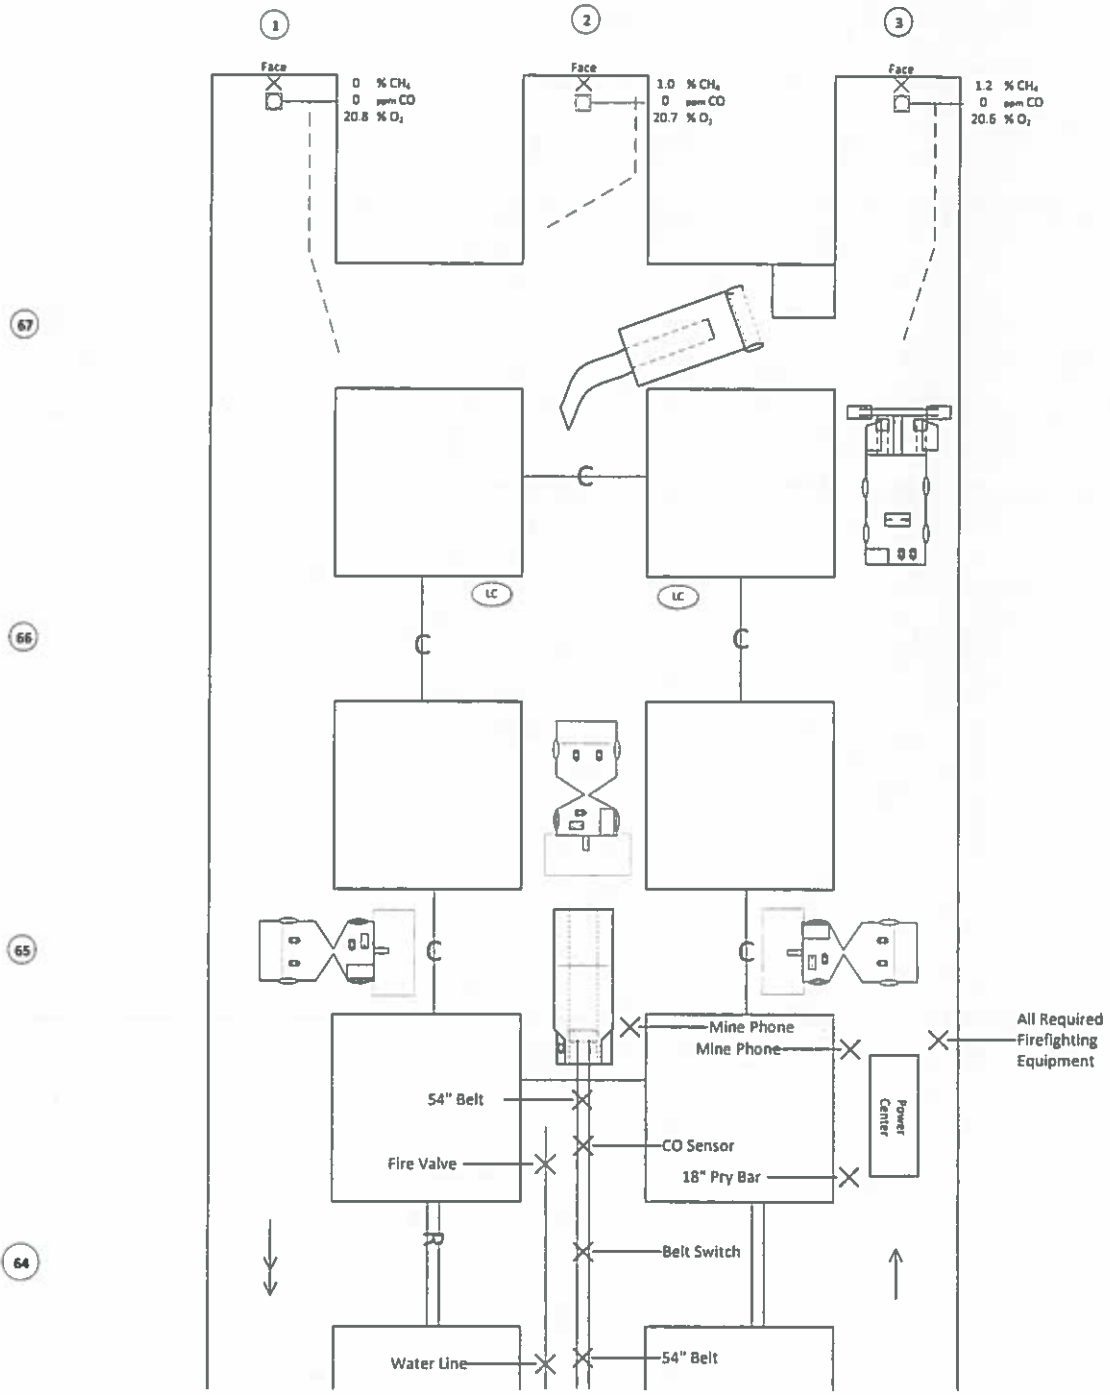 1
2
3
Face
0 % CH₄
0 ppm CO
20.8 % O₂
Face
1.0 % CH₄
0 ppm CO
20.7 % O₂
Face
1.2 % CH₄
0 ppm CO
20.6 % O₂
67
C
LC
LC
66
C
C
65
C
C
Mine Phone
Mine Phone
All Required
Firefighting
Equipment
54" Belt
Power
Center
CO Sensor
Fire Valve
18" Pry Bar
R
Belt Switch
64
Water Line
54" Belt